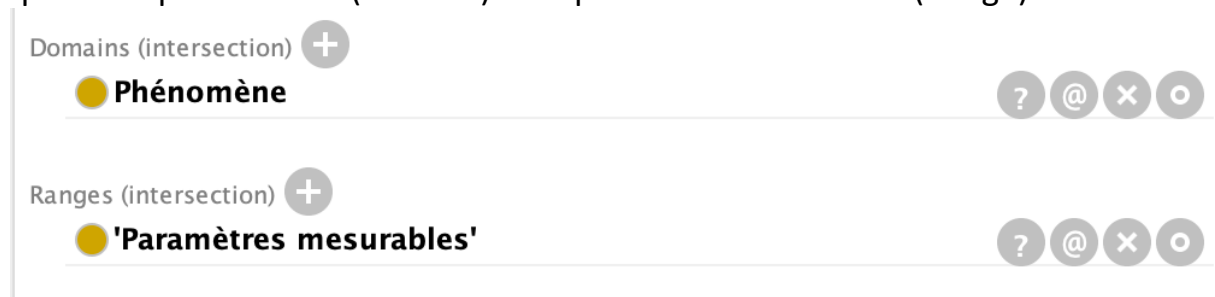 Domains (intersection) +
Phénomène ? @
Ranges (intersection) +
'Paramètres mesurables' ? @